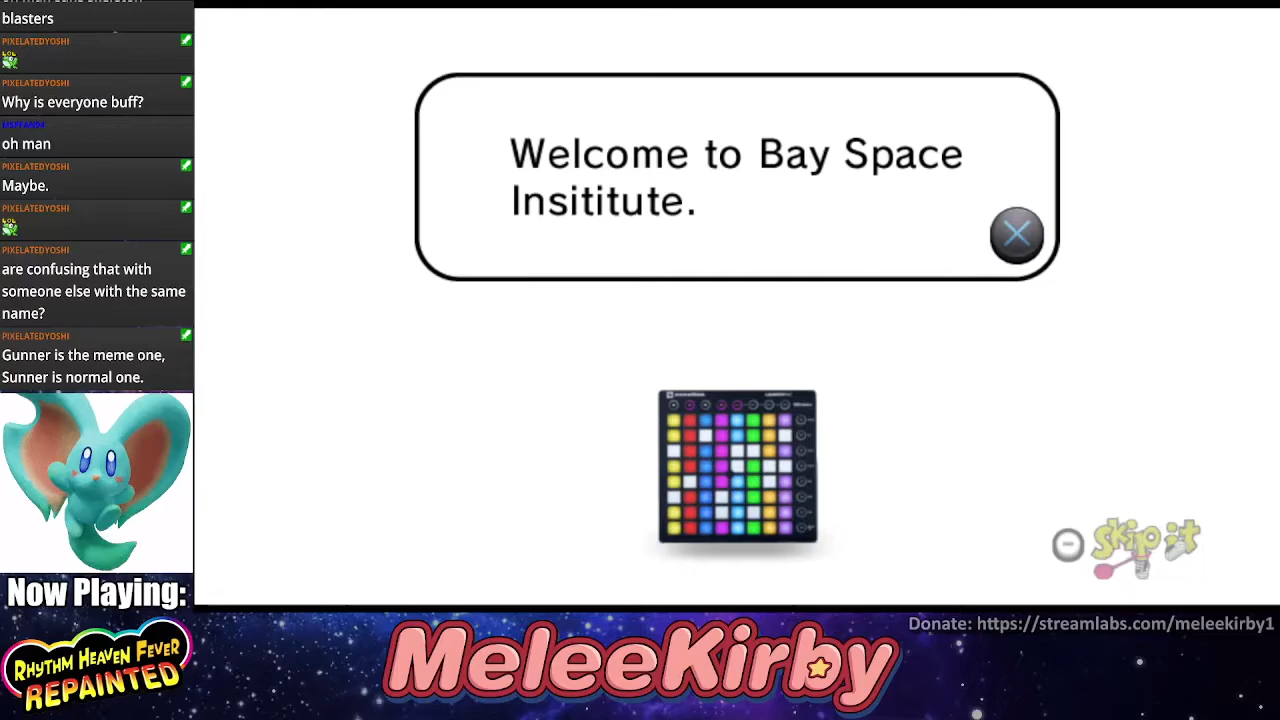 blasters
PIXELATEDYOSHI
PIXELATEDYOSHI
Why is everyone buff?
oh man
PIXELATEDYOSHI
Maybe.
PIXELATEDYOSHI
PIXELATEDYOSHI
are confusing that with
someone else with the same
name?
PIXELATEDYOSHI
Gunner is the meme one,
Sunner is normal one.
Welcome to Bay Space
Insititute.
skip it
Now Playing:
RHYTHM HEAVEN FEVER
REPAINTED
MeleeKirby
Donate: https://streamlabs.com/meleekirby1